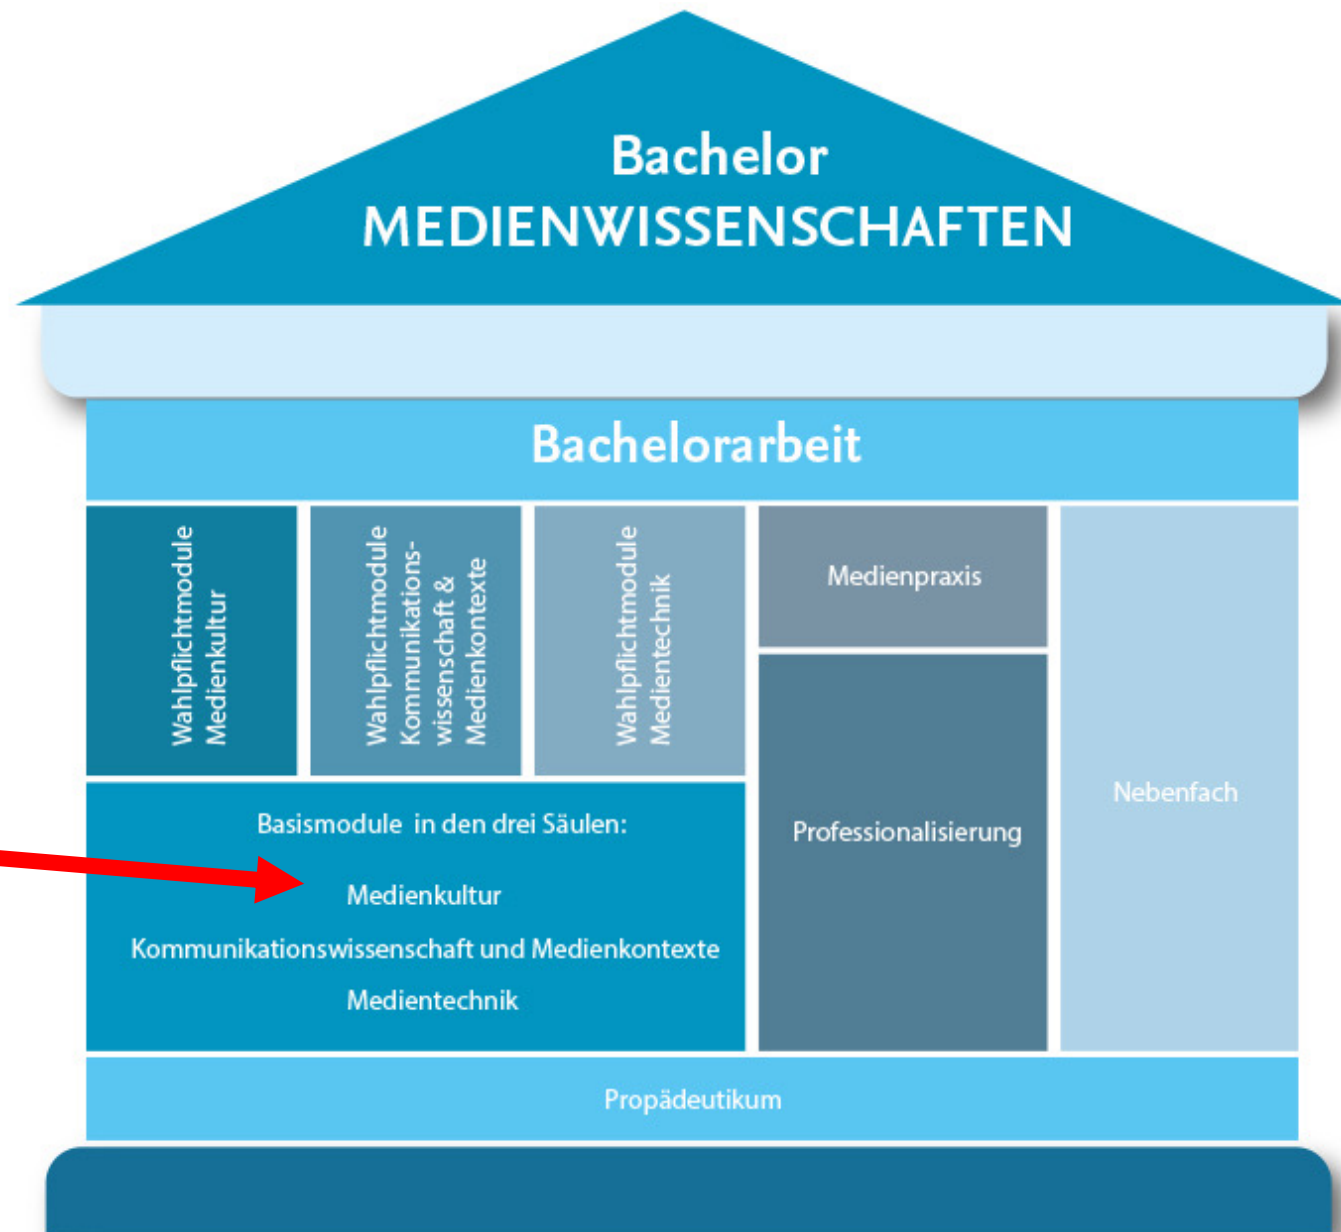 Bachelor
MEDIENWISSENSCHAFTEN
Bachelorarbeit
Wahlpflichtmodule
Medienkultur
Wahlpflichtmodule
Kommunikations-
wissenschaft &
Medienkontexte
Wahlpflichtmodule
Medientechnik
Medienpraxis
Professionalisierung
Nebenfach
Basismodule in den drei Säulen:
Medienkultur
Kommunikationswissenschaft und Medienkontexte
Medientechnik
Propädeutikum